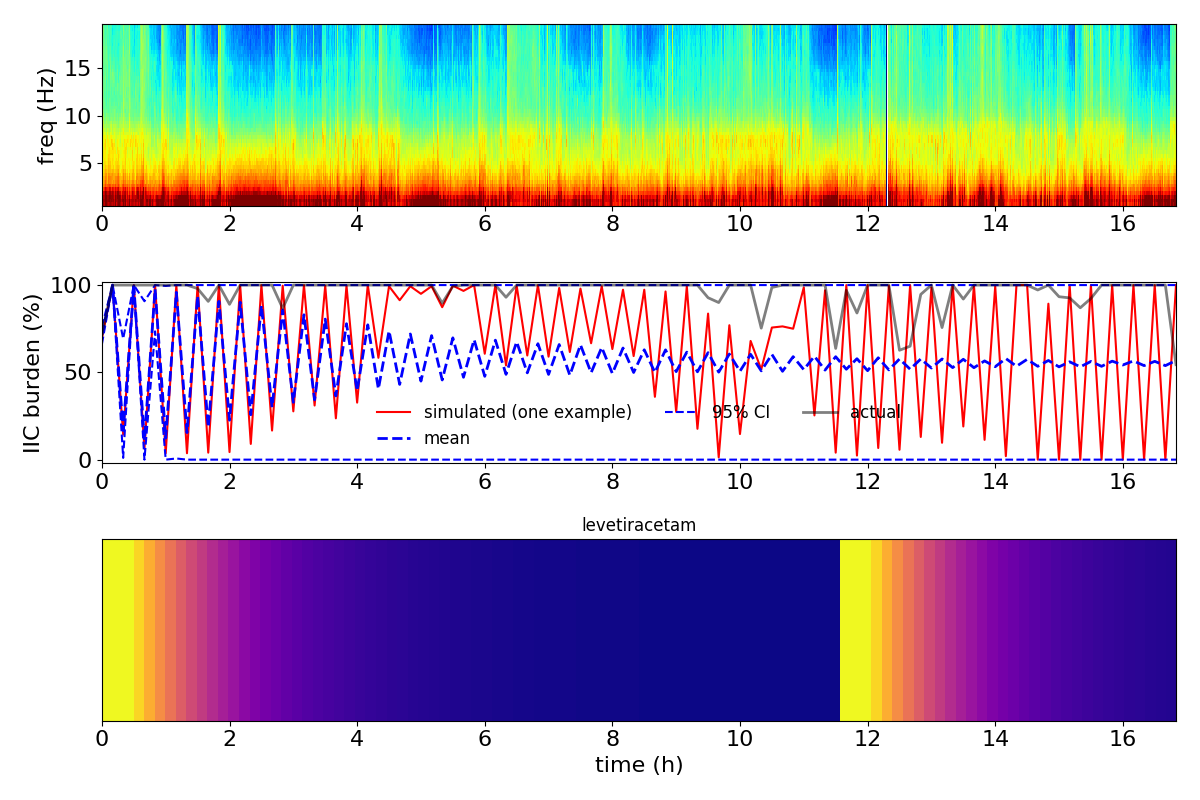 freq (Hz)
15
10
5
0 2 4 6 8 10 12 14 16
IIC burden (%)
100
50
0
simulated (one example) 95% CI actual
mean
0 2 4 6 8 10 12 14 16
levetiracetam
0 2 4 6 8 10 12 14 16
time (h)